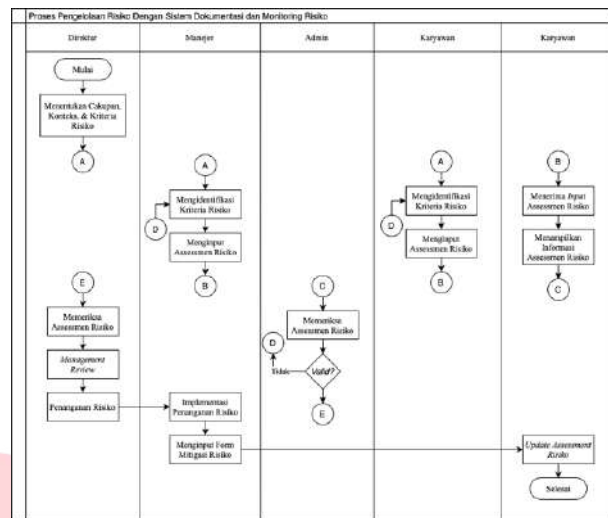 Proses Pengelolaan Risiko Dengan Sistem Dokumentasi dan Monitoring Risiko
Direktur
Manejer
Admin
Karyawan
Karyawan
Mulai
Menentukan Cakupan,
Konteks, & Kriteria
Risiko
A
A
Mengidentifikasi
Kriteria Risiko
D
Menginput
Assessmen Risiko
B
A
Mengidentifikasi
Kriteria Risiko
D
Menginput
Assessmen Risiko
B
B
Menerima Input
Assessmen Risiko
Menampilkan
Informasi
Assessmen Risiko
C
E
Memeriksa
Assessmen Risiko
Management
Review
Penanganan Risiko
C
Memeriksa
Assessmen Risiko
D
Tidak
Valid?
E
Implementasi
Penanganan Risiko
Menginput Form
Mitigasi Risiko
Update Assessment
Risiko
Selesai